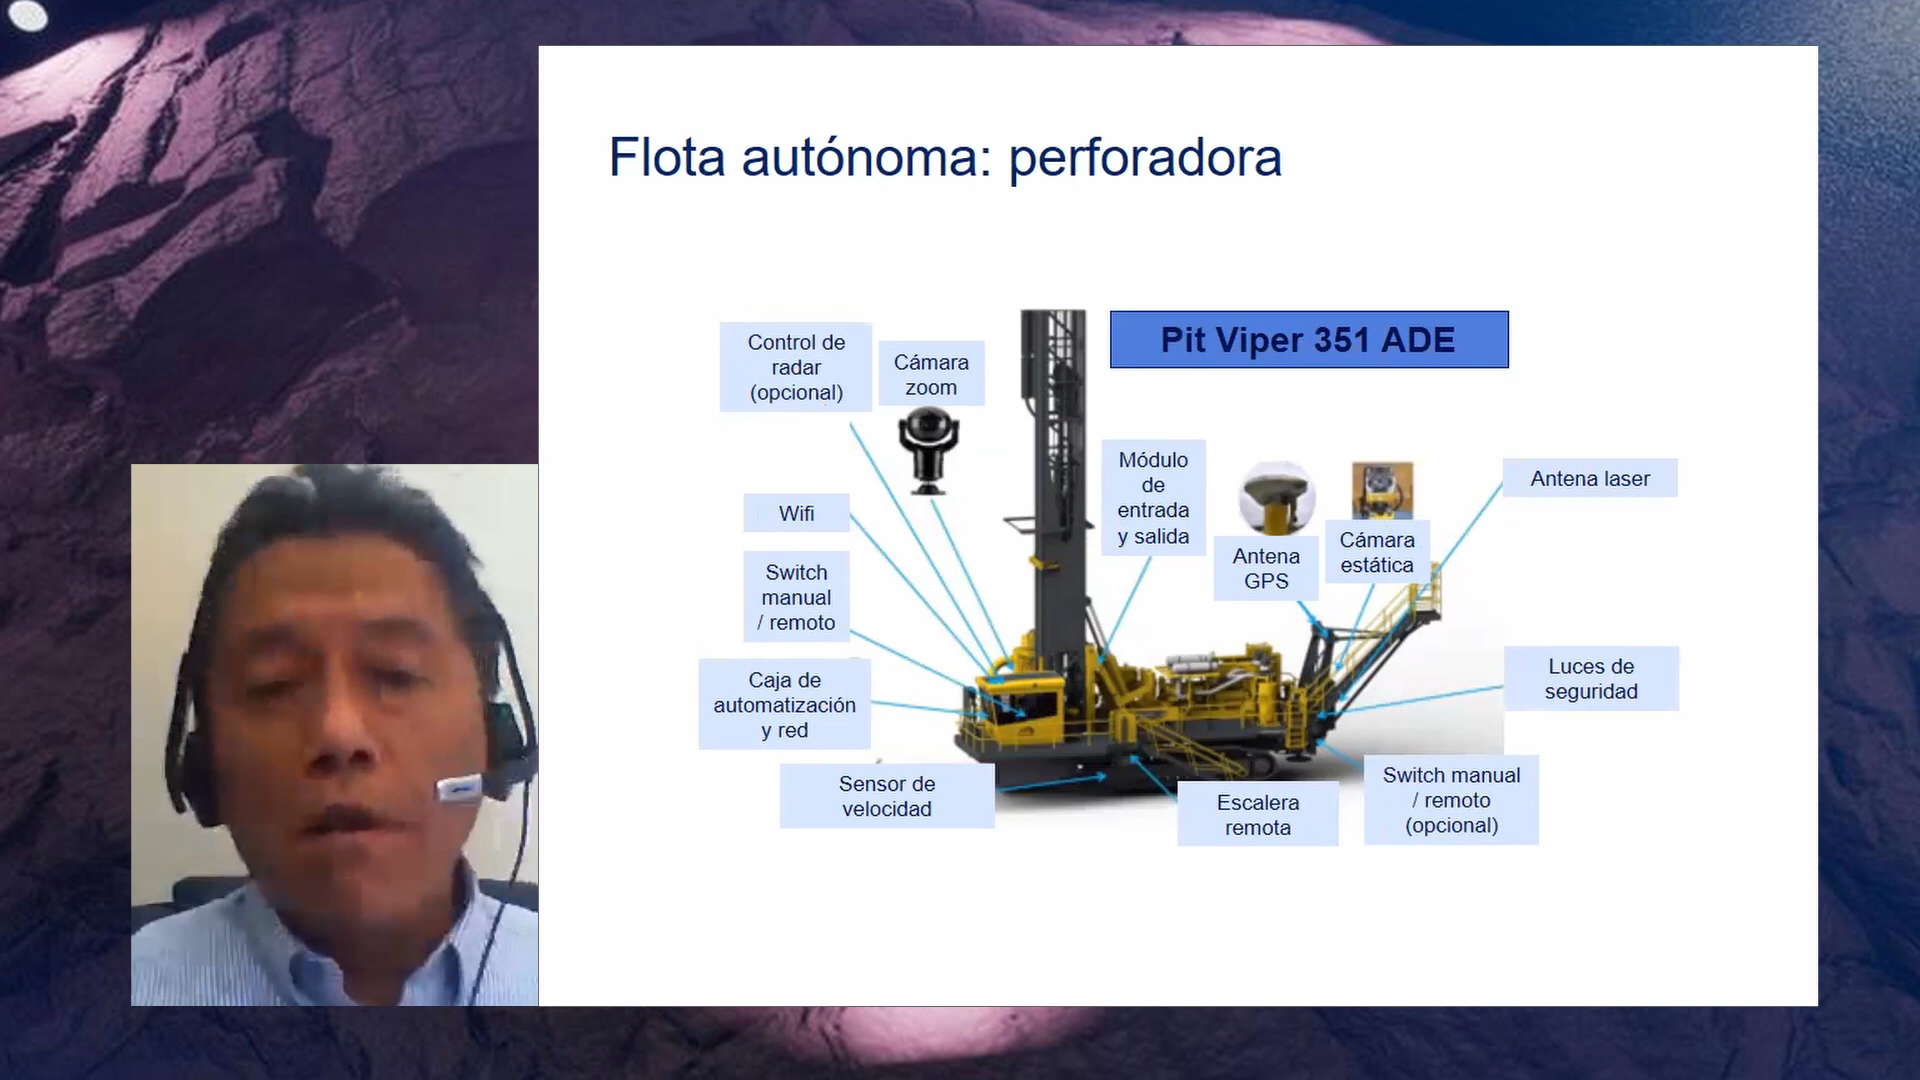 Flota autónoma: perforadora
Pit Viper 351 ADE
Control de
radar
(opcional)
Cámara
zoom
Wifi
Switch
manual
/ remoto
Caja de
automatización
y red
Sensor de
velocidad
Módulo
de
entrada
y salida
Antena
GPS
Cámara
estática
Antena laser
Luces de
seguridad
Escalera
remota
Switch manual
/ remoto
(opcional)